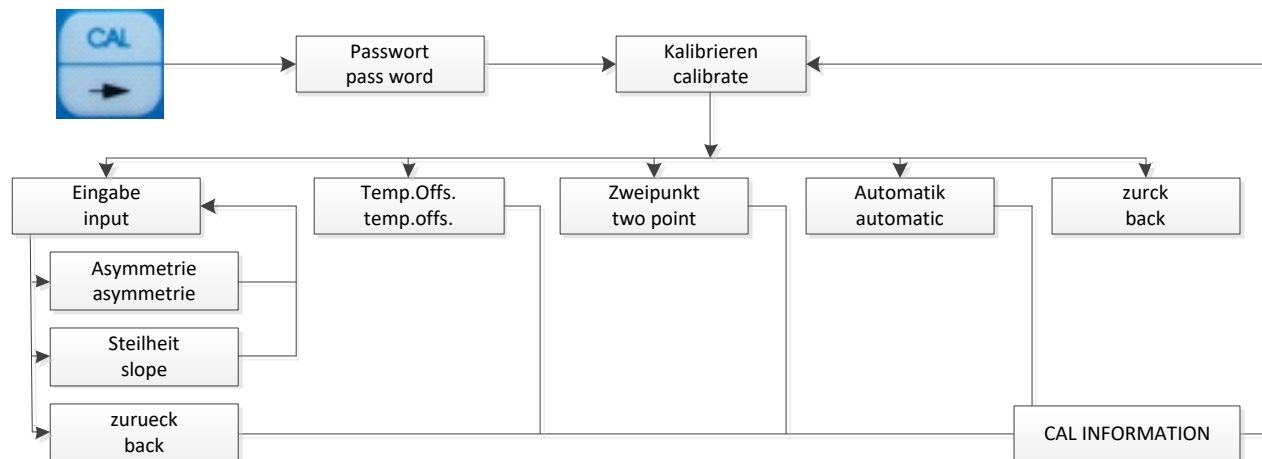 CAL
Passwort
pass word
Kalibrieren
calibrate
Eingabe
input
Temp.Offs.
temp.offs.
Zweipunkt
two point
Automatik
automatic
zurck
back
Asymmetrie
asymmetrie
Steilheit
slope
zurueck
back
CAL INFORMATION